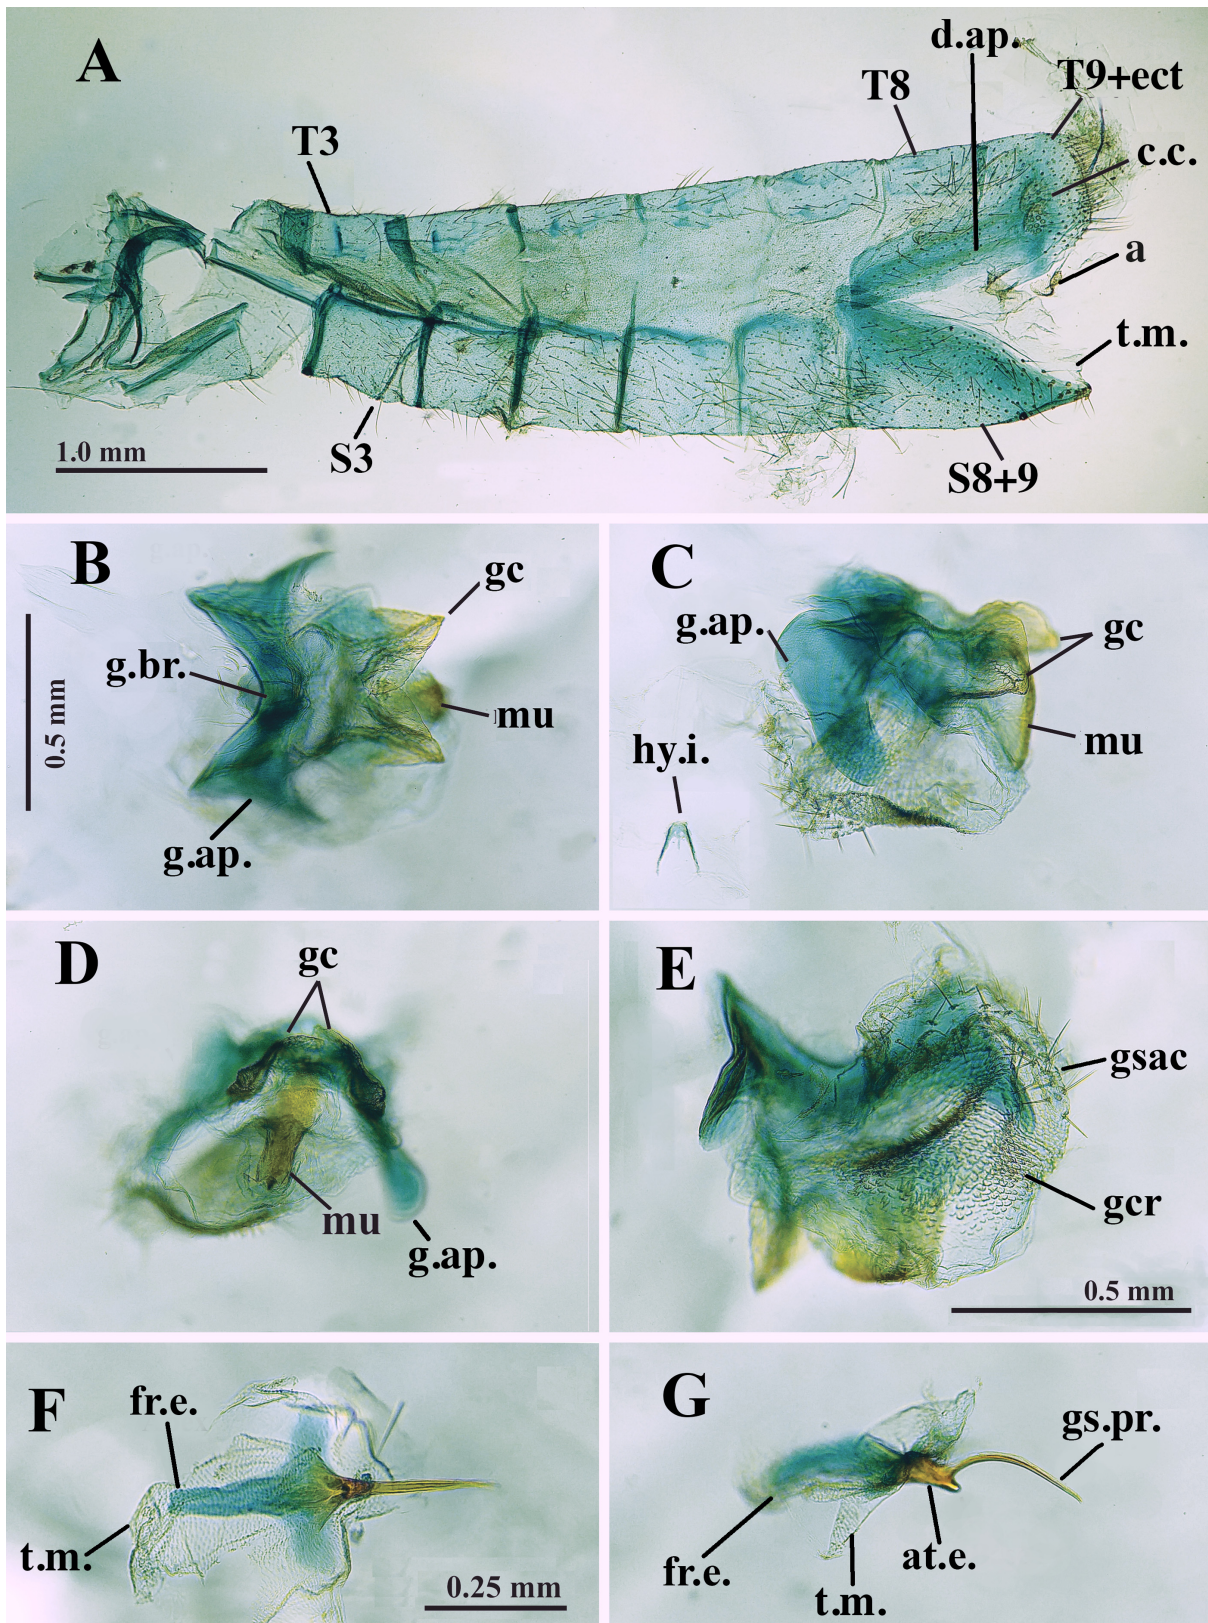 A
d.ap.
T8
T9+ect
T3
c.c.
a
t.m.
1.0 mm
S3
S8+9
B
gc
g.br.
mu
0.5 mm
g.ap.
C
g.ap.
gc
hy.i.
mu
D
gc
mu
g.ap.
E
gsac
gcr
0.5 mm
F
fr.e.
t.m.
0.25 mm
G
gs.pr.
fr.e.
at.e.
t.m.